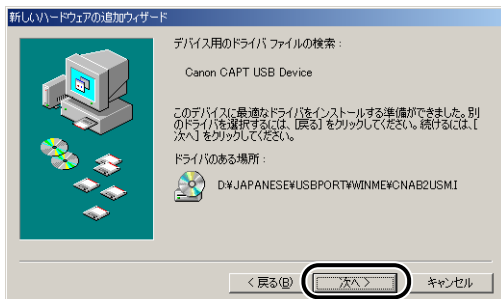 新しいハードウェアの追加ウィザード
デバイス用のドライバ ファイルの検索 :
Canon CAPT USB Device
このデバイスに最適なドライバをインストールする準備ができました。別
のドライバを選択するには、[戻る] をクリックしてください。続けるには、[
次へ] をクリックしてください。
ドライバのある場所 :
D:¥JAPANESE¥USBPORT¥WINME¥CNAB2USM.I
< 戻る(B) 次へ > キャンセル